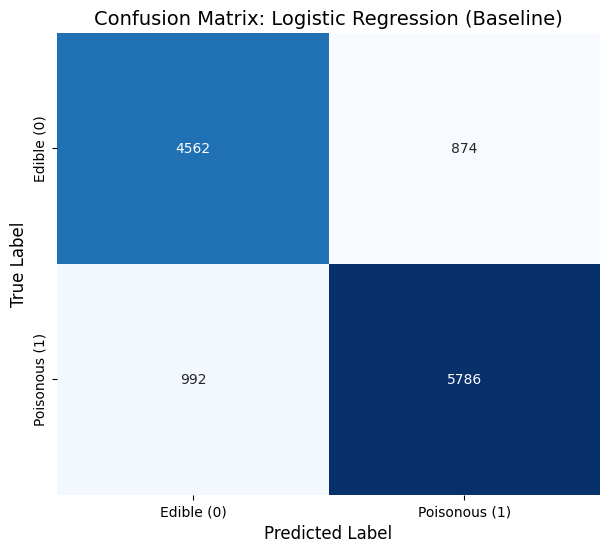 Confusion Matrix: Logistic Regression (Baseline)
True Label
Edible (0)
4562
874
Poisonous (1)
992
5786
Edible (0)
Poisonous (1)
Predicted Label